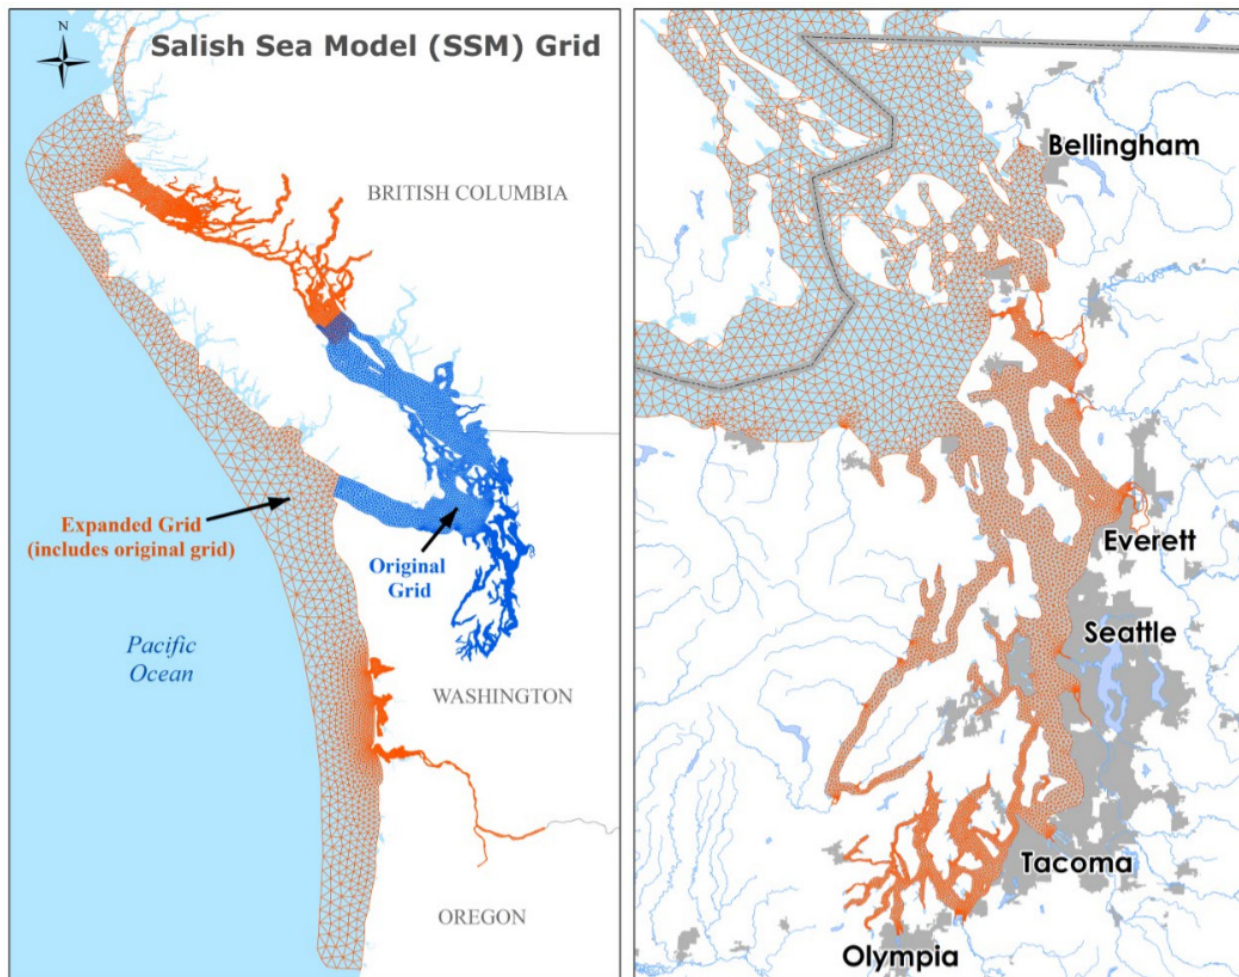 Salish Sea Model (SSM) Grid
N
BRITISH COLUMBIA
Expanded Grid
(includes original grid)
Original
Grid
Pacific
Ocean
WASHINGTON
OREGON
Bellingham
Everett
Seattle
Tacoma
Olympia